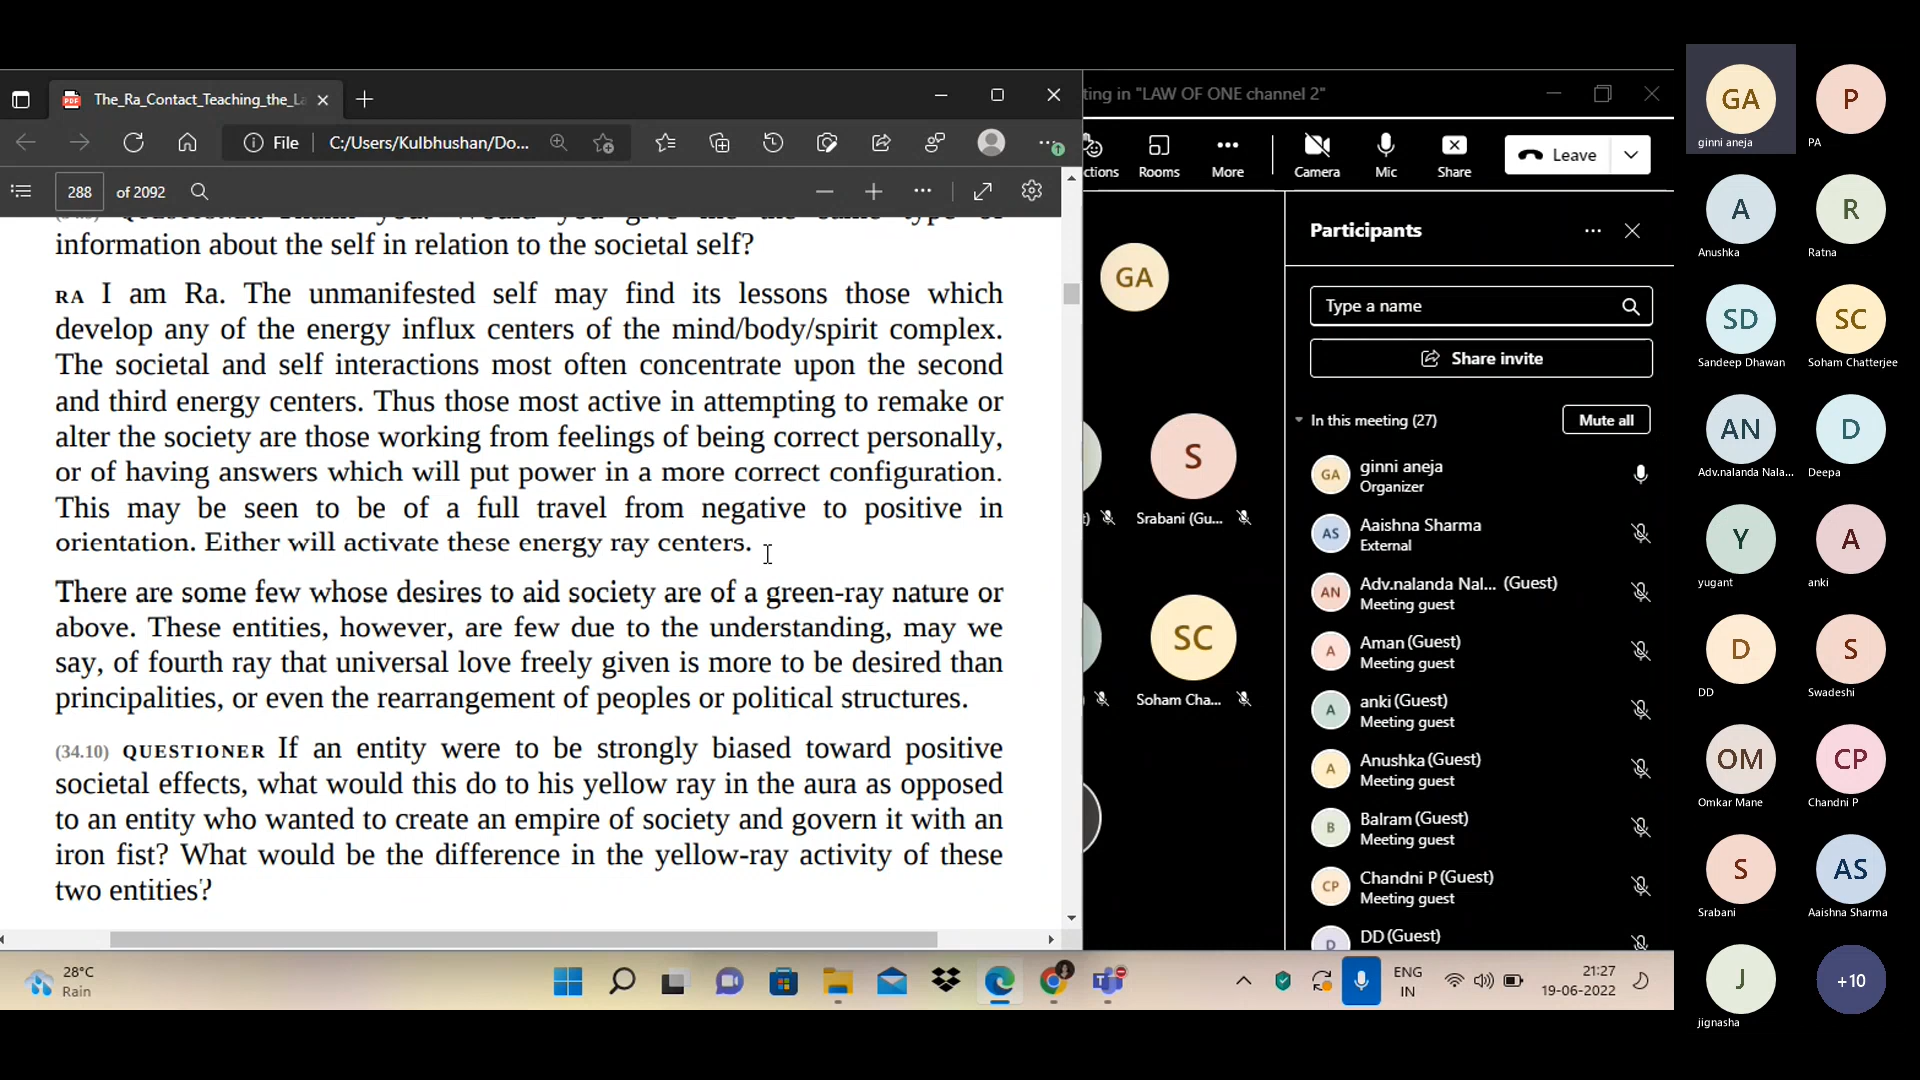 The_Ra_Contact_Teaching_the_La
File C:/Users/Kulbhushan/Do...
288 of 2092
information about the self in relation to the societal self?
RA I am Ra. The unmanifested self may find its lessons those which
develop any of the energy influx centers of the mind/body/spirit complex.
The societal and self interactions most often concentrate upon the second
and third energy centers. Thus those most active in attempting to remake or
alter the society are those working from feelings of being correct personally,
or of having answers which will put power in a more correct configuration.
This may be seen to be of a full travel from negative to positive in
orientation. Either will activate these energy ray centers.
There are some few whose desires to aid society are of a green-ray nature or
above. These entities, however, are few due to the understanding, may we
say, of fourth ray that universal love freely given is more to be desired than
principalities, or even the rearrangement of peoples or political structures.
(34.10) QUESTIONER If an entity were to be strongly biased toward positive
societal effects, what would this do to his yellow ray in the aura as opposed
to an entity who wanted to create an empire of society and govern it with an
iron fist? What would be the difference in the yellow-ray activity of these
two entities?
ting in "LAW OF ONE channel 2"
ctions Rooms More Camera Mic Share Leave
GA
S
Srabani (Gu...
SC
Soham Cha...
Participants
Type a name
Share invite
In this meeting (27) Mute all
GA ginni aneja
Organizer
AS Aaishna Sharma
External
AN Adv.nalanda Nal... (Guest)
Meeting guest
A Aman (Guest)
Meeting guest
A anki (Guest)
Meeting guest
A Anushka (Guest)
Meeting guest
B Balram (Guest)
Meeting guest
CP Chandni P (Guest)
Meeting guest
D DD (Guest)
28°C
Rain
ENG
IN
21:27
19-06-2022
GA P
ginni aneja PA
A R
Anushka Ratna
SD SC
Sandeep Dhawan Soham Chatterjee
AN D
Adv.nalanda Nala... Deepa
Y A
yugant anki
D S
DD Swadeshi
OM CP
Omkar Mane Chandni P
S AS
Srabani Aaishna Sharma
J +10
jignasha